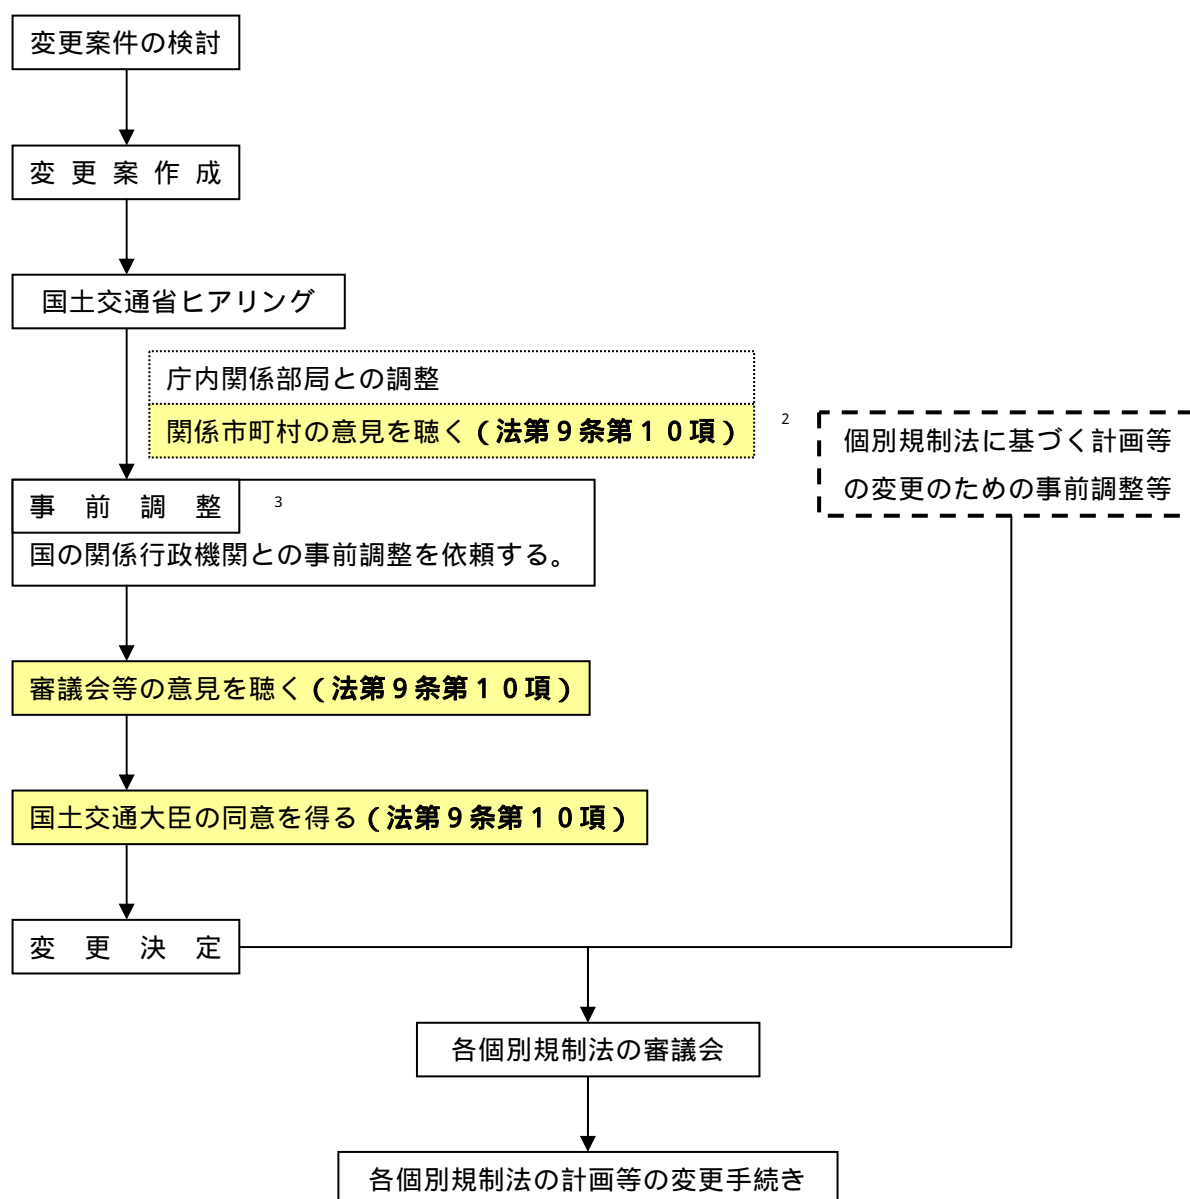 変更案件の検討
変更案作成
国土交通省ヒアリング
庁内関係部局との調整
関係市町村の意見を聴く(法第9条第10項)
2
個別規制法に基づく計画等
の変更のための事前調整等
事前調整
3
国の関係行政機関との事前調整を依頼する。
審議会等の意見を聴く(法第9条第10項)
国土交通大臣の同意を得る(法第9条第10項)
変更決定
各個別規制法の審議会
各個別規制法の計画等の変更手続き